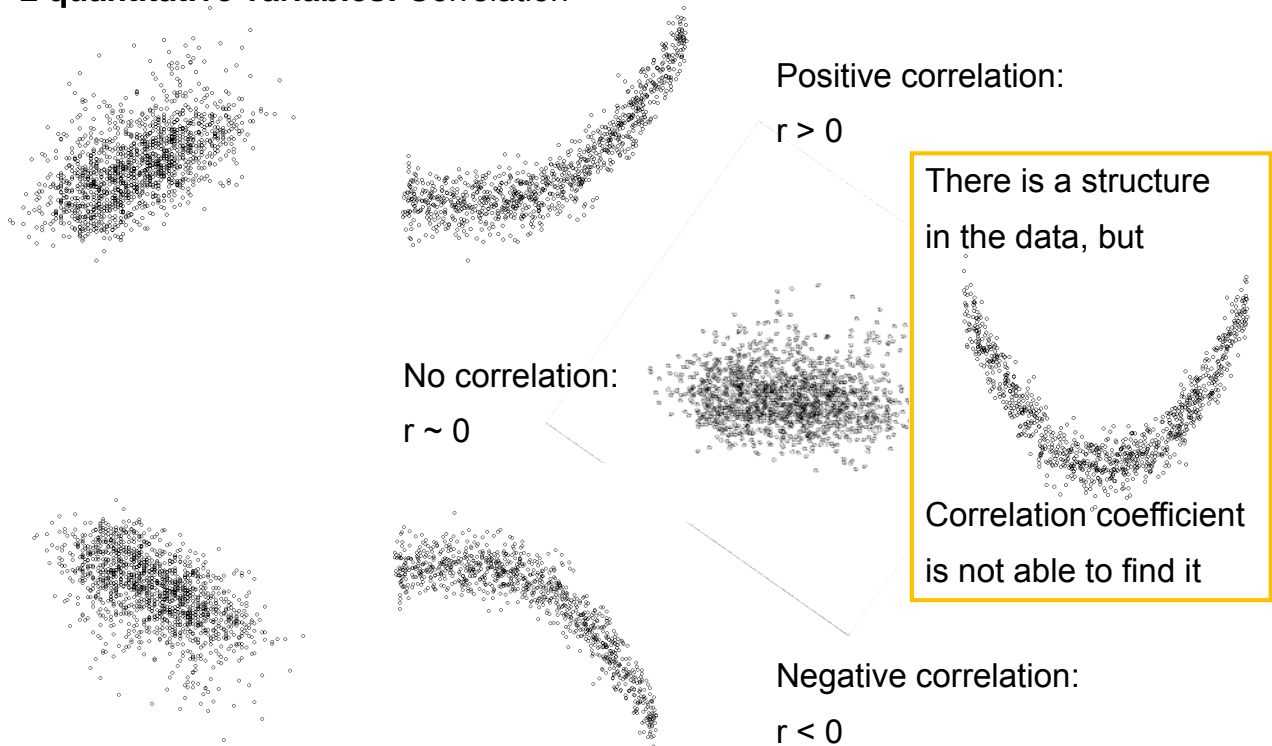 2 quantitative variables: Correlation
Positive correlation:
r > 0
There is a structure
in the data, but
No correlation:
r ~ 0
Correlation coefficient
is not able to find it
Negative correlation:
r < 0